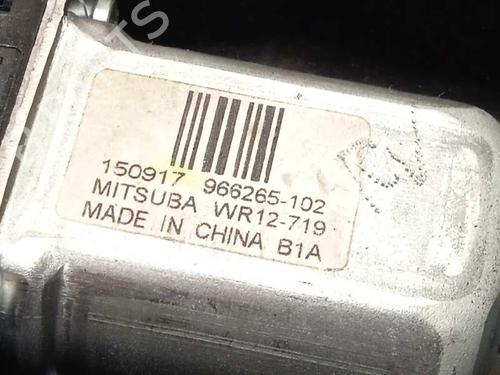 150917 966265-102
MITSUBA WR12-719
MADE IN CHINA B1A